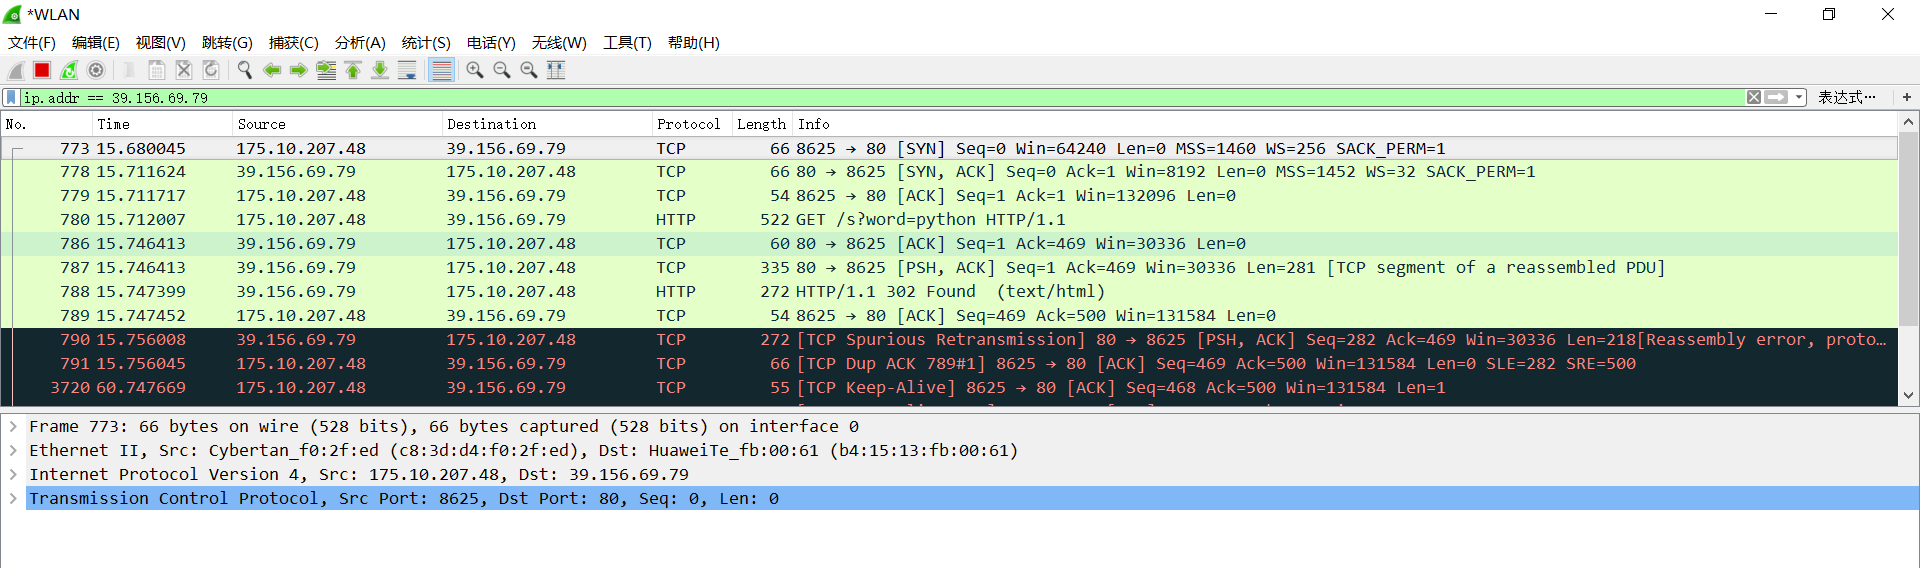 *WLAN
文件(F) 编辑(E) 视图(V) 跳转(G) 捕获(C) 分析(A) 统计(S) 电话(Y) 无线(W) 工具(T) 帮助(H)
ip.addr == 39.156.69.79 表达式… +
No. Time Source Destination Protocol Length Info
773 15.680045 175.10.207.48 39.156.69.79 TCP 66 8625 → 80 [SYN] Seq=0 Win=64240 Len=0 MSS=1460 WS=256 SACK_PERM=1
778 15.711624 39.156.69.79 175.10.207.48 TCP 66 80 → 8625 [SYN, ACK] Seq=0 Ack=1 Win=8192 Len=0 MSS=1452 WS=32 SACK_PERM=1
779 15.711717 175.10.207.48 39.156.69.79 TCP 54 8625 → 80 [ACK] Seq=1 Ack=1 Win=132096 Len=0
780 15.712007 175.10.207.48 39.156.69.79 HTTP 522 GET /s?word=python HTTP/1.1
786 15.746413 39.156.69.79 175.10.207.48 TCP 60 80 → 8625 [ACK] Seq=1 Ack=469 Win=30336 Len=0
787 15.746413 39.156.69.79 175.10.207.48 TCP 335 80 → 8625 [PSH, ACK] Seq=1 Ack=469 Win=30336 Len=281 [TCP segment of a reassembled PDU]
788 15.747399 39.156.69.79 175.10.207.48 HTTP 272 HTTP/1.1 302 Found (text/html)
789 15.747452 175.10.207.48 39.156.69.79 TCP 54 8625 → 80 [ACK] Seq=469 Ack=500 Win=131584 Len=0
790 15.756008 39.156.69.79 175.10.207.48 TCP 272 [TCP Spurious Retransmission] 80 → 8625 [PSH, ACK] Seq=282 Ack=469 Win=30336 Len=218[Reassembly error, proto…
791 15.756045 175.10.207.48 39.156.69.79 TCP 66 [TCP Dup ACK 789#1] 8625 → 80 [ACK] Seq=469 Ack=500 Win=131584 Len=0 SLE=282 SRE=500
3720 60.747669 175.10.207.48 39.156.69.79 TCP 55 [TCP Keep-Alive] 8625 → 80 [ACK] Seq=468 Ack=500 Win=131584 Len=1
Frame 773: 66 bytes on wire (528 bits), 66 bytes captured (528 bits) on interface 0
Ethernet II, Src: Cybertan_f0:2f:ed (c8:3d:d4:f0:2f:ed), Dst: HuaweiTe_fb:00:61 (b4:15:13:fb:00:61)
Internet Protocol Version 4, Src: 175.10.207.48, Dst: 39.156.69.79
Transmission Control Protocol, Src Port: 8625, Dst Port: 80, Seq: 0, Len: 0